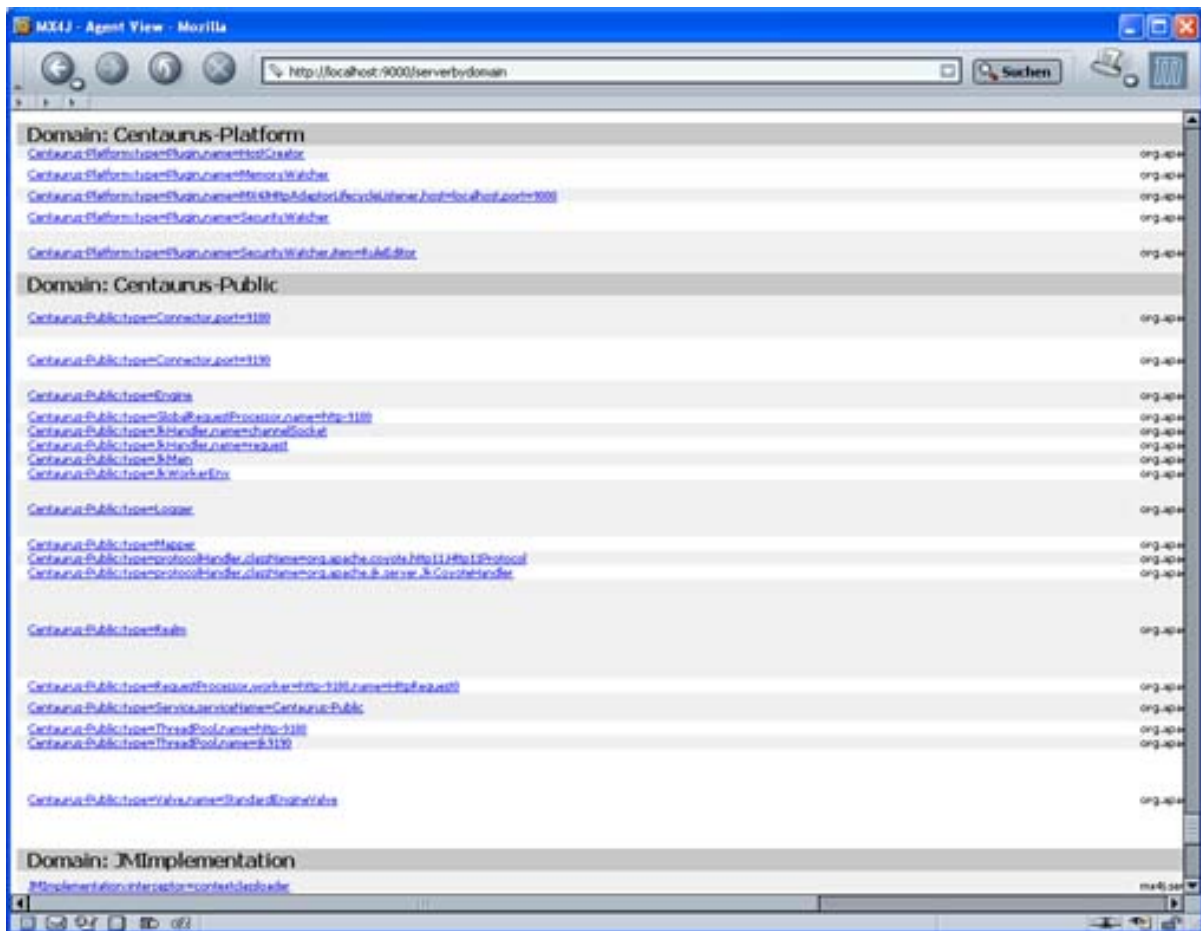 MX4J - Agent View - Mozilla
http://localhost:9000/serverbydomain
Suchen
Domain: Centaurus-Platform
Centaurus-Platform:type=Plugin,name=HostCreator
org.apa
Centaurus-Platform:type=Plugin,name=MemoryWatcher
org.apa
Centaurus-Platform:type=Plugin,name=MX4JHttpAdaptorLifecycleListener,host=localhost,port=9000
org.apa
Centaurus-Platform:type=Plugin,name=SecurityWatcher
org.apa
Centaurus-Platform:type=Plugin,name=SecurityWatcher,item=RuleEditor
org.apa
Domain: Centaurus-Public
Centaurus-Public:type=Connector,port=9180
org.apa
Centaurus-Public:type=Connector,port=9190
org.apa
Centaurus-Public:type=Engine
org.apa
Centaurus-Public:type=GlobalRequestProcessor,name=http-9180
org.apa
Centaurus-Public:type=JkHandler,name=channelSocket
org.apa
Centaurus-Public:type=JkHandler,name=request
org.apa
Centaurus-Public:type=JkMain
org.apa
Centaurus-Public:type=JkWorkerEnv
org.apa
Centaurus-Public:type=Logger
org.apa
Centaurus-Public:type=Mapper
org.apa
Centaurus-Public:type=protocolHandler,className=org.apache.coyote.http11.Http11Protocol
org.apa
Centaurus-Public:type=protocolHandler,className=org.apache.jk.server.JkCoyoteHandler
org.apa
Centaurus-Public:type=Realm
org.apa
Centaurus-Public:type=RequestProcessor,worker=http-9180,name=HttpRequest0
org.apa
Centaurus-Public:type=Service,serviceName=Centaurus-Public
org.apa
Centaurus-Public:type=ThreadPool,name=http-9180
org.apa
Centaurus-Public:type=ThreadPool,name=jk9190
org.apa
Centaurus-Public:type=Valve,name=StandardEngineValve
org.apa
Domain: JMImplementation
JMImplementation:interceptor=contextclassloader
mx4j.ser